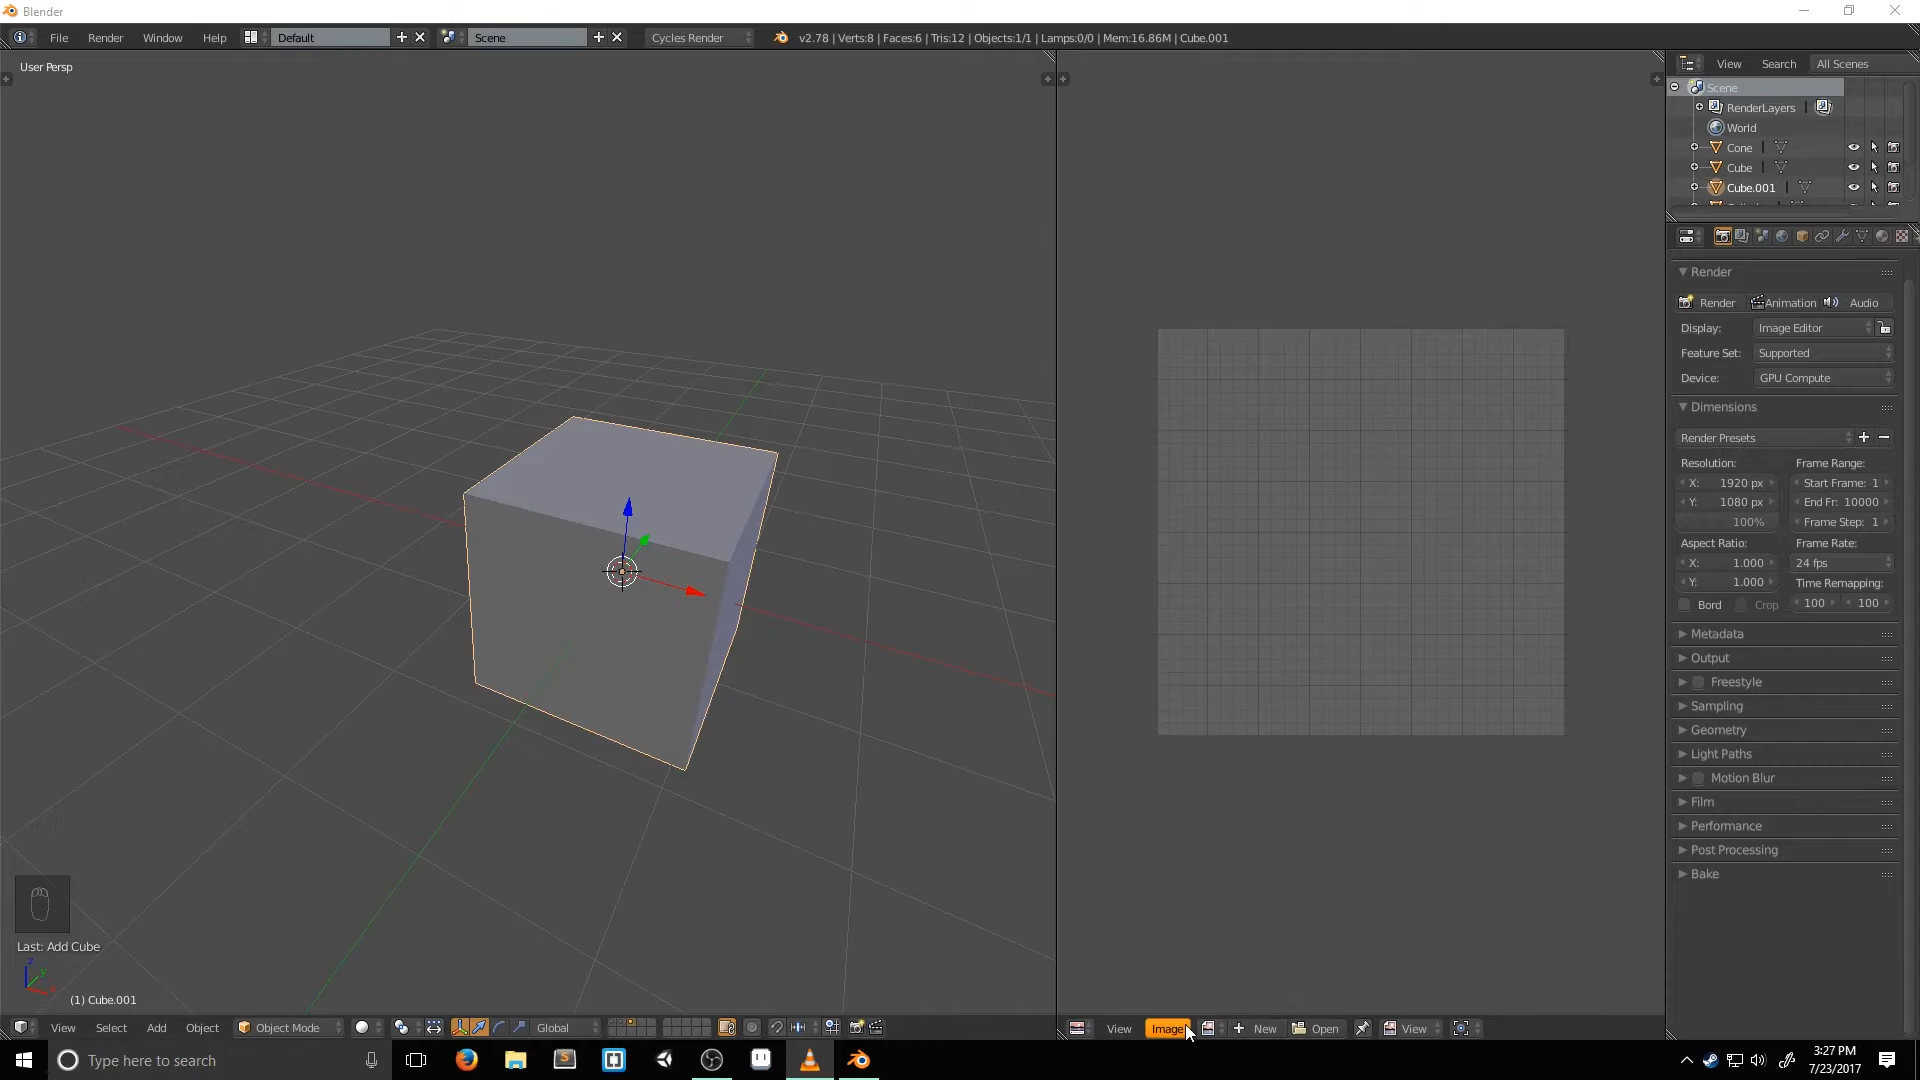 Blender
File Render Window Help Default Scene Cycles Render v2.78 | Verts:8 | Faces:6 | Tris:12 | Objects:1/1 | Lamps:0/0 | Mem:16.86M | Cube.001
User Persp
View Search All Scenes
Scene
RenderLayers
World
Cone
Cube
Cube.001
Render
Render Animation Audio
Display: Image Editor
Feature Set: Supported
Device: GPU Compute
Dimensions
Render Presets
Resolution: Frame Range:
X: 1920 px Start Frame: 1
Y: 1080 px End Fr: 10000
100% Frame Step: 1
Aspect Ratio: Frame Rate:
X: 1.000 24 fps
Y: 1.000 Time Remapping:
Bord Crop 100 100
Metadata
Output
Freestyle
Sampling
Geometry
Light Paths
Motion Blur
Film
Performance
Post Processing
Bake
Last: Add Cube
z
y
x
(1) Cube.001
View Select Add Object Object Mode Global
View Image New Open View
Type here to search
3:27 PM
7/23/2017